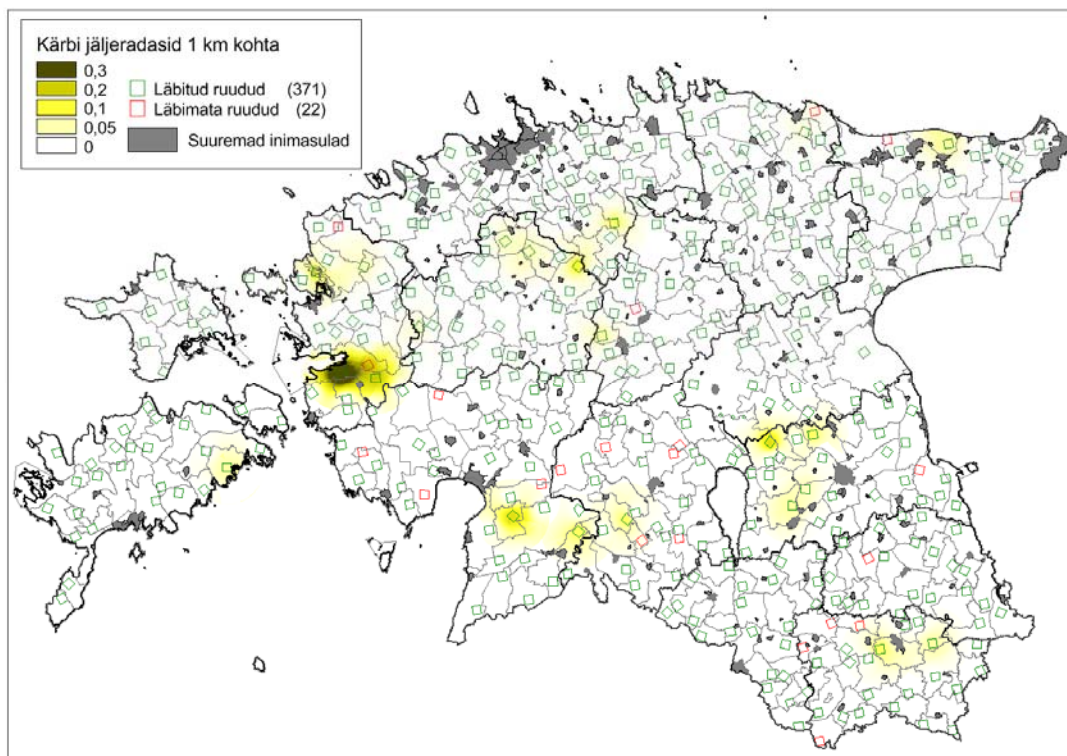 Kärbi jäljeradasid 1 km kohta
0,3
0,2
0,1
0,05
0
Läbitud ruudud (371)
Läbimata ruudud (22)
Suuremad inimasulad